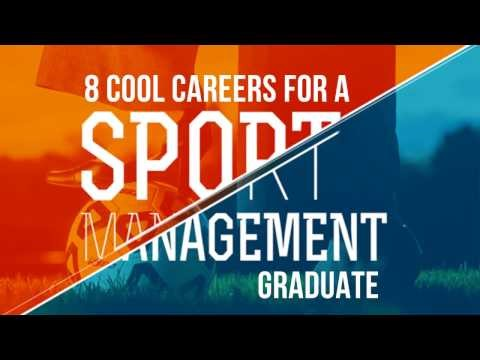 8 COOL CAREERS FOR A
SPORT
MANAGEMENT
GRADUATE